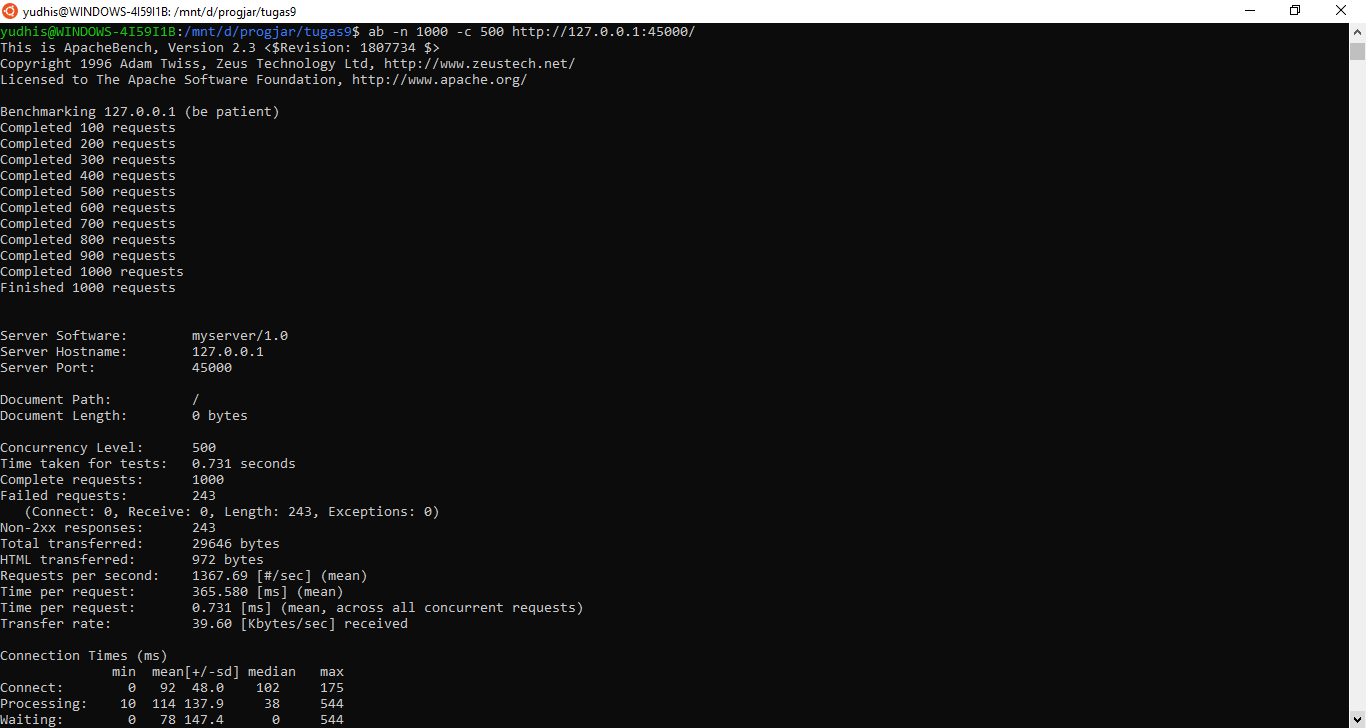 yudhis@WINDOWS-4I59I1B: /mnt/d/progjar/tugas9
yudhis@WINDOWS-4I59I1B:/mnt/d/progjar/tugas9$ ab -n 1000 -c 500 http://127.0.0.1:45000/
This is ApacheBench, Version 2.3 <$Revision: 1807734 $>
Copyright 1996 Adam Twiss, Zeus Technology Ltd, http://www.zeustech.net/
Licensed to The Apache Software Foundation, http://www.apache.org/
Benchmarking 127.0.0.1 (be patient)
Completed 100 requests
Completed 200 requests
Completed 300 requests
Completed 400 requests
Completed 500 requests
Completed 600 requests
Completed 700 requests
Completed 800 requests
Completed 900 requests
Completed 1000 requests
Finished 1000 requests
Server Software:        myserver/1.0
Server Hostname:        127.0.0.1
Server Port:            45000
Document Path:          /
Document Length:        0 bytes
Concurrency Level:      500
Time taken for tests:   0.731 seconds
Complete requests:      1000
Failed requests:        243
   (Connect: 0, Receive: 0, Length: 243, Exceptions: 0)
Non-2xx responses:      243
Total transferred:      29646 bytes
HTML transferred:       972 bytes
Requests per second:    1367.69 [#/sec] (mean)
Time per request:       365.580 [ms] (mean)
Time per request:       0.731 [ms] (mean, across all concurrent requests)
Transfer rate:          39.60 [Kbytes/sec] received
Connection Times (ms)
              min  mean[+/-sd] median   max
Connect:        0   92  48.0    102     175
Processing:    10  114 137.9     38     544
Waiting:        0   78 147.4      0     544